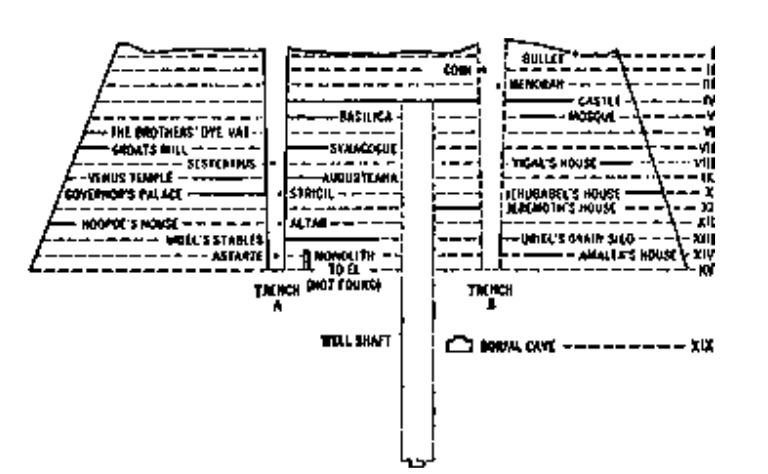 BULLET
II
COIN
MENORAH
III
CASTLE
IV
BASILICA
MOSQUE
V
THE BROTHERS' DYE VAT
VI
GROATS MILL
SYNAGOGUE
VII
SESTERTIUS
YIGAL'S HOUSE
VIII
VENUS TEMPLE
AUGUSTEANA
IX
GOVERNOR'S PALACE
STRIGIL
JEHUBABEL'S HOUSE
X
JEREMOTH'S HOUSE
XI
HOOPOE'S HOUSE
ALTAR
XII
URIEL'S STABLES
URIEL'S GRAIN SILO
XIII
ASTARTE
MONOLITH
TO EL
(NOT FOUND)
AMALEK'S HOUSE
XIV
XV
TRENCH
A
TRENCH
B
WELL SHAFT
BURIAL CAVE
XIX